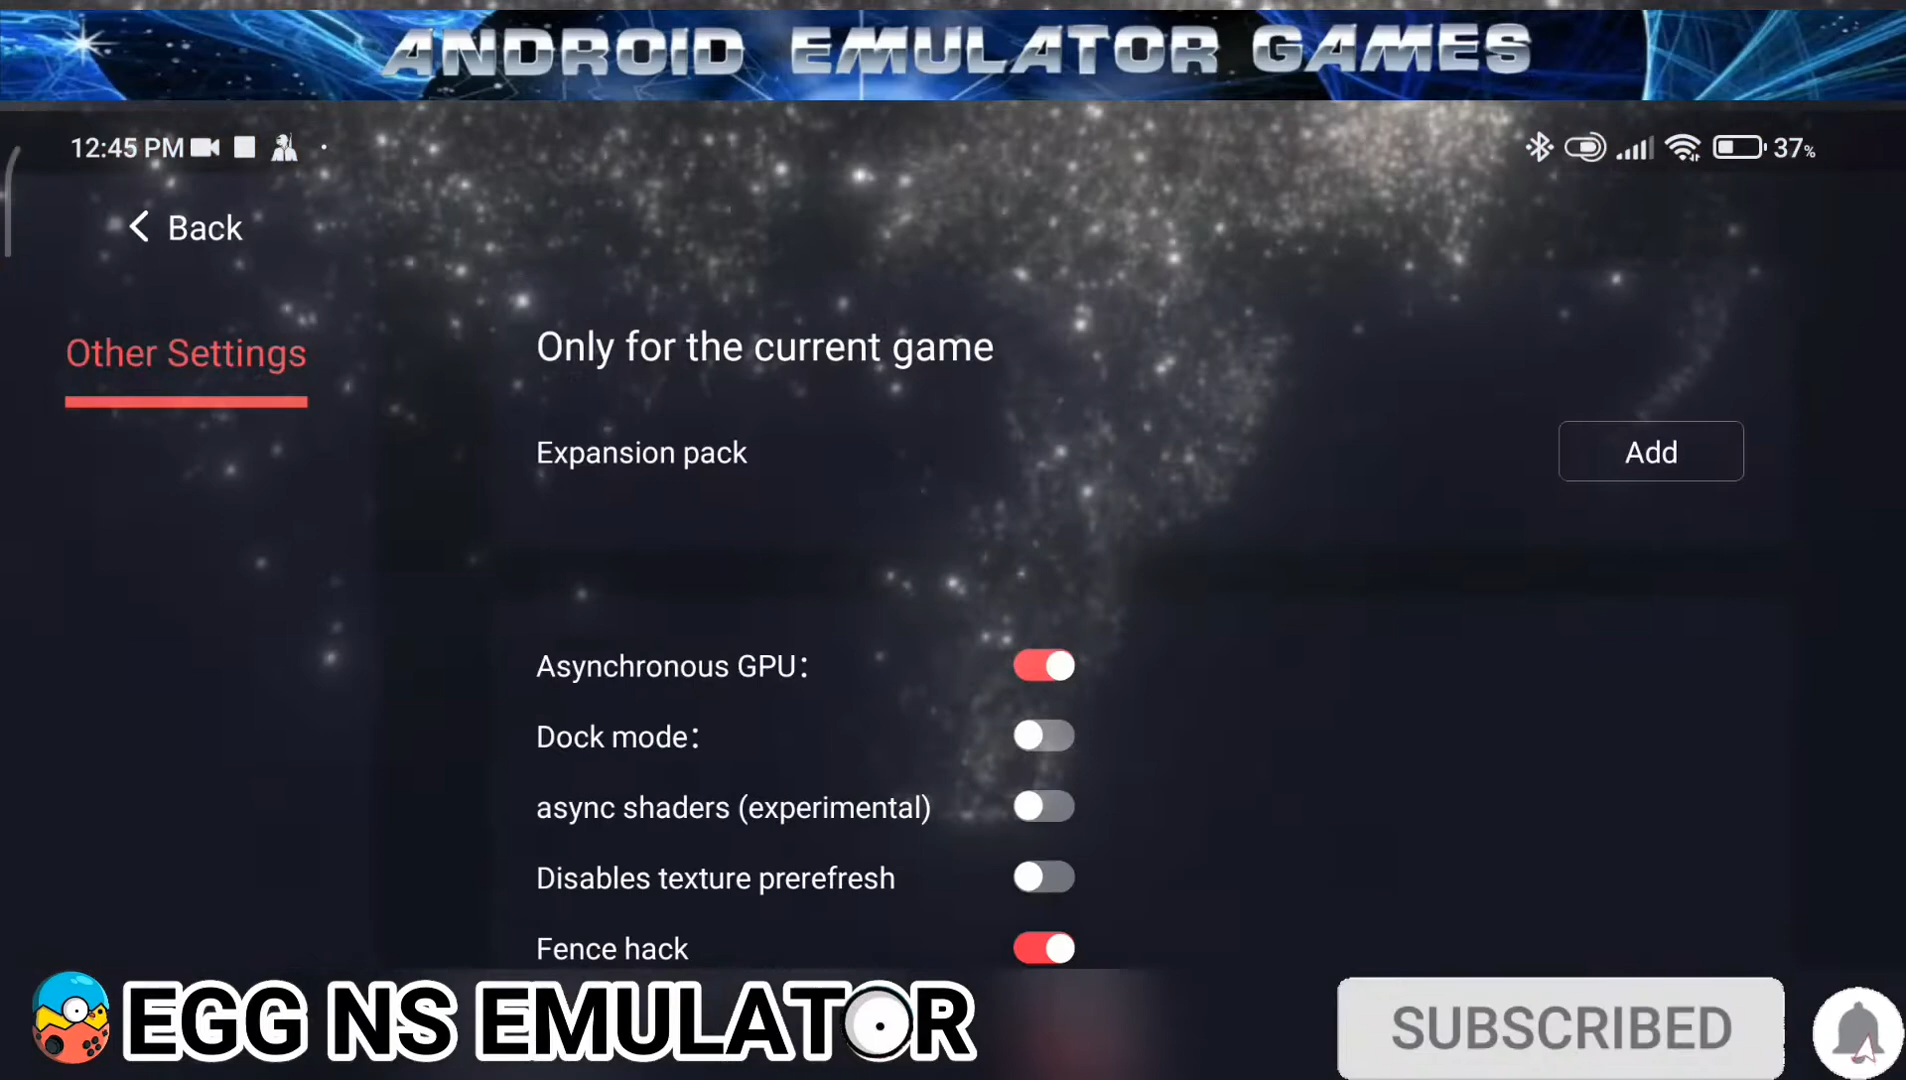 ANDROID EMULATOR GAMES
12:45 PM
37%
Back
Other Settings
Only for the current game
Expansion pack
Add
Asynchronous GPU:
Dock mode:
async shaders (experimental)
Disables texture prerefresh
Fence hack
EGG NS EMULATOR
SUBSCRIBED